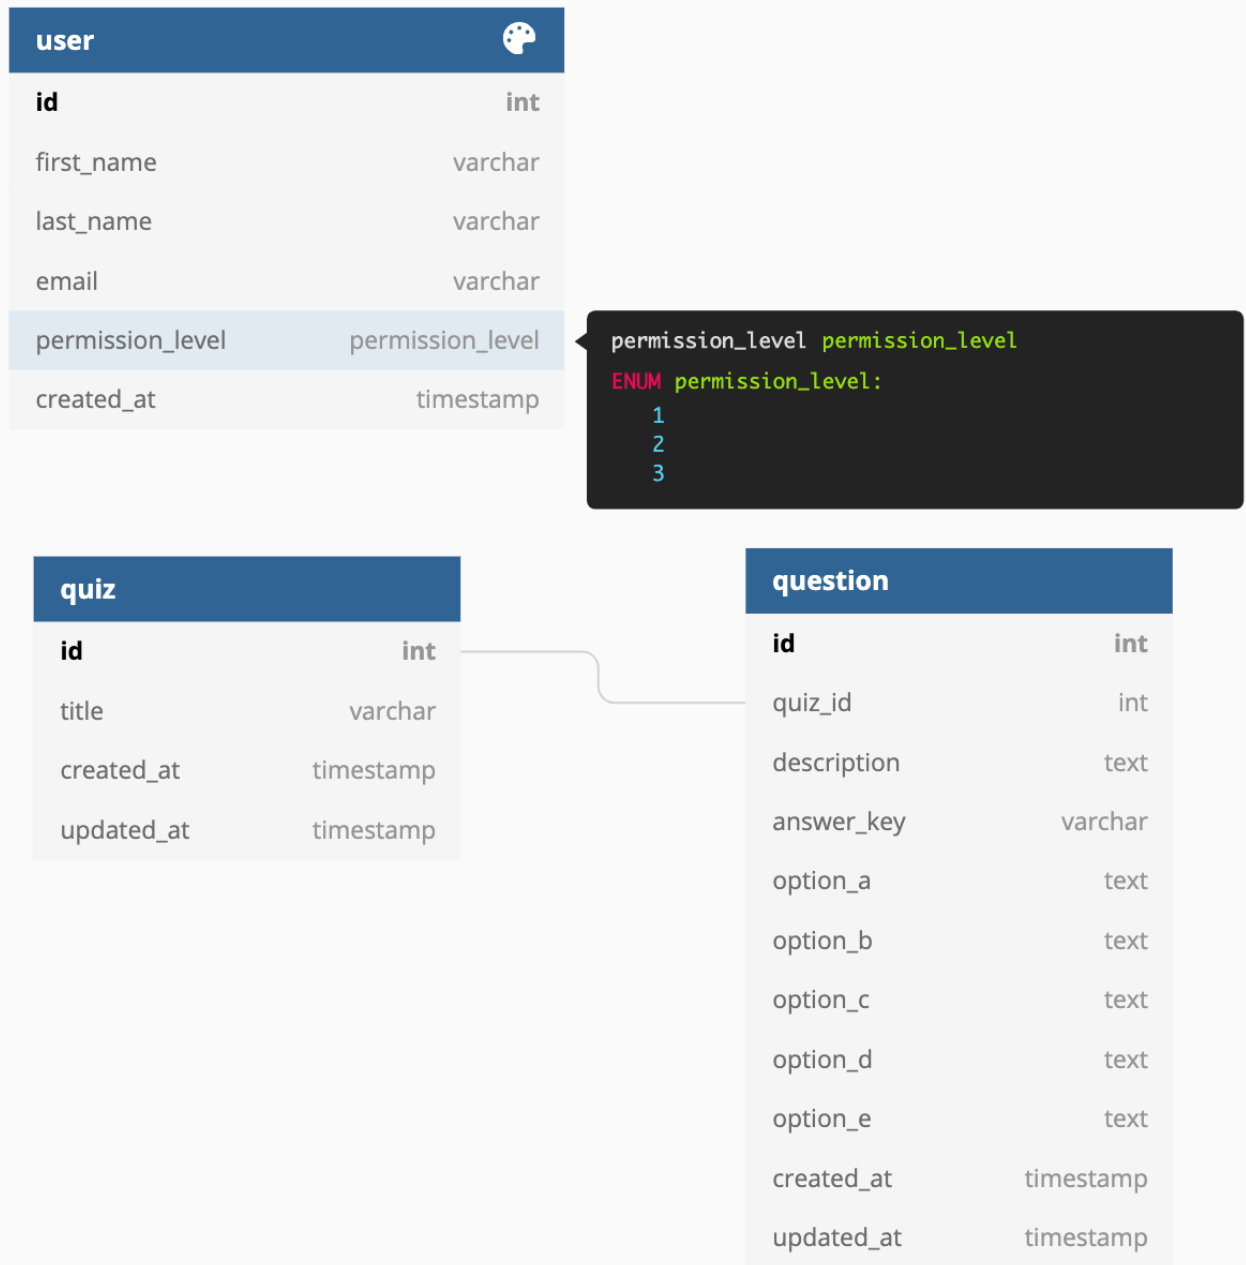 user
id int
first_name varchar
last_name varchar
email varchar
permission_level permission_level
created_at timestamp
permission_level permission_level
ENUM permission_level:
1
2
3
quiz
id int
title varchar
created_at timestamp
updated_at timestamp
question
id int
quiz_id int
description text
answer_key varchar
option_a text
option_b text
option_c text
option_d text
option_e text
created_at timestamp
updated_at timestamp